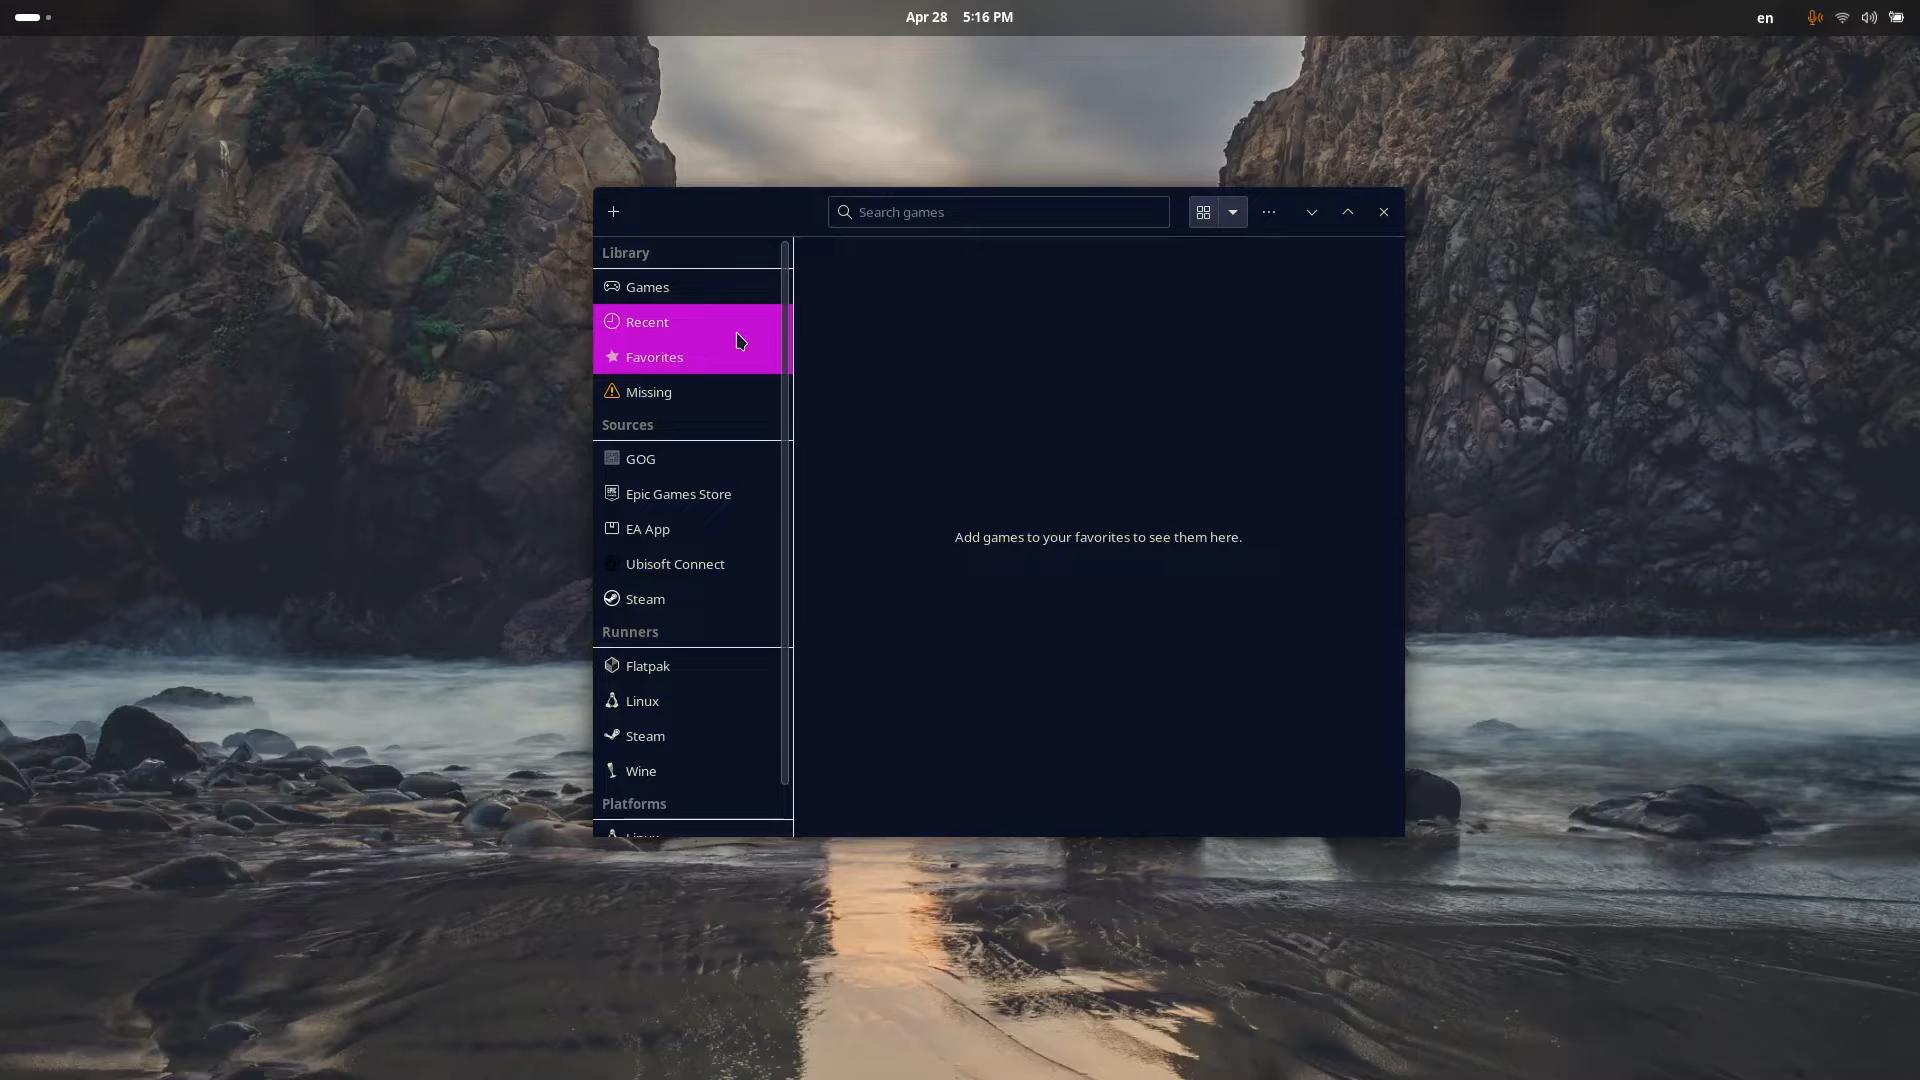 Apr 28 5:16 PM
en
Search games
Library
Games
Recent
Favorites
Missing
Sources
GOG
Epic Games Store
EA App
Ubisoft Connect
Steam
Runners
Flatpak
Linux
Steam
Wine
Platforms
Linux
Add games to your favorites to see them here.